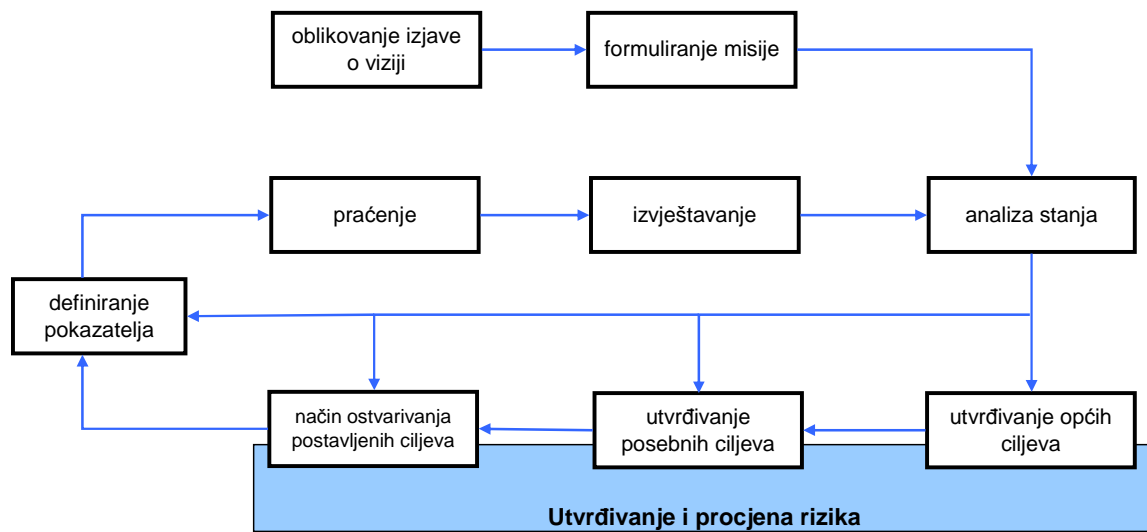 oblikovanje izjave
o viziji
formuliranje misije
praćenje
izvještavanje
analiza stanja
definiranje
pokazatelja
način ostvarivanja
postavljenih ciljeva
utvrđivanje
posebnih ciljeva
utvrđivanje općih
ciljeva
Utvrđivanje i procjena rizika